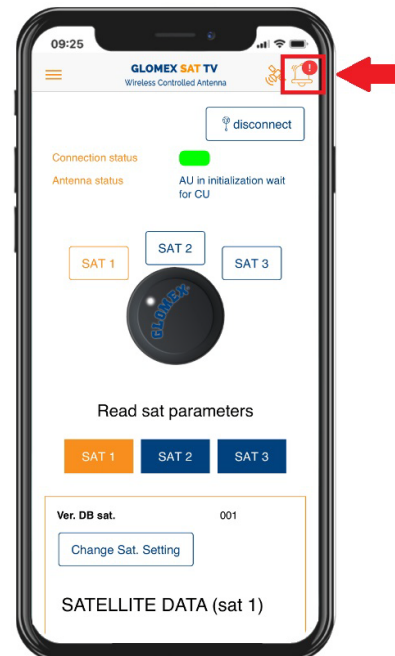 09:25
GLOMEX SAT TV
Wireless Controlled Antenna
!
disconnect
Connection status
Antenna status AU in initialization wait
for CU
SAT 1 SAT 2 SAT 3
GLOMEX
Read sat parameters
SAT 1 SAT 2 SAT 3
Ver. DB sat. 001
Change Sat. Setting
SATELLITE DATA (sat 1)